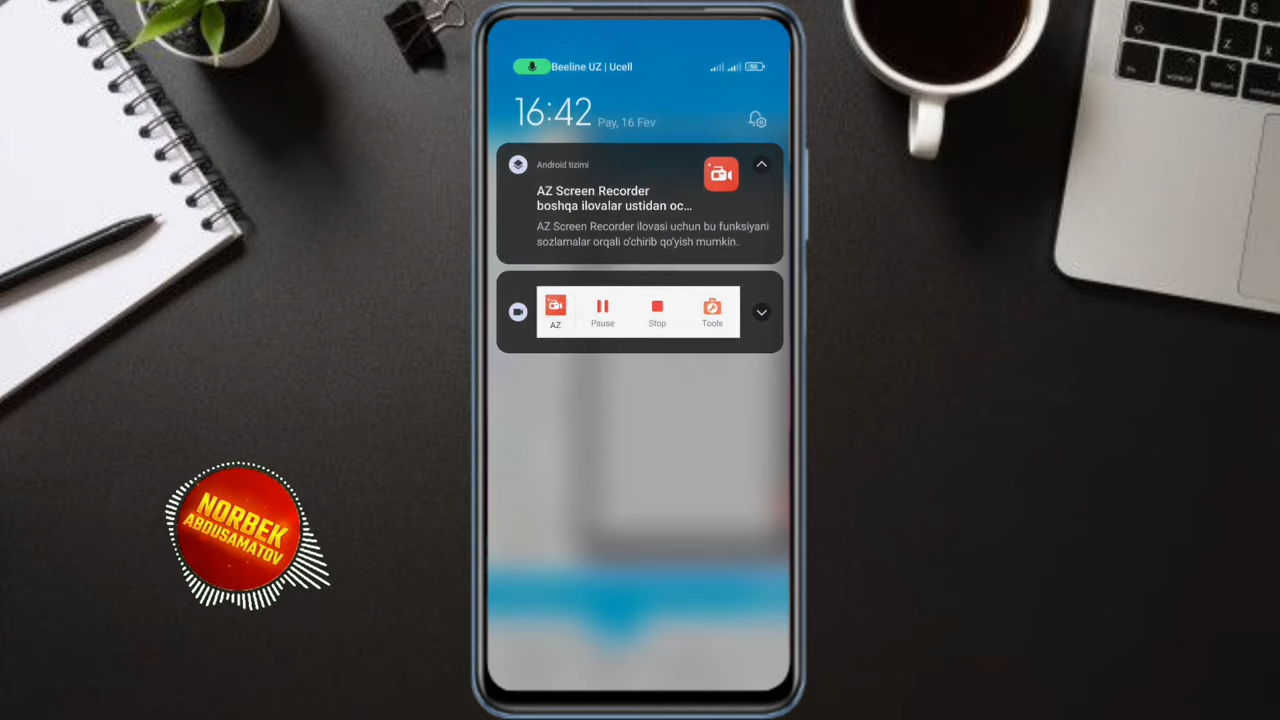 Beeline UZ | Ucell
58
16:42 Pay, 16 Fev
Android tizimi
AZ Screen Recorder
boshqa ilovalar ustidan oc…
AZ Screen Recorder ilovasi uchun bu funksiyani
sozlamalar orqali o'chirib qo'yish mumkin.
AZ
Pause
Stop
Tools
NORBEK
ABDUSAMATOV